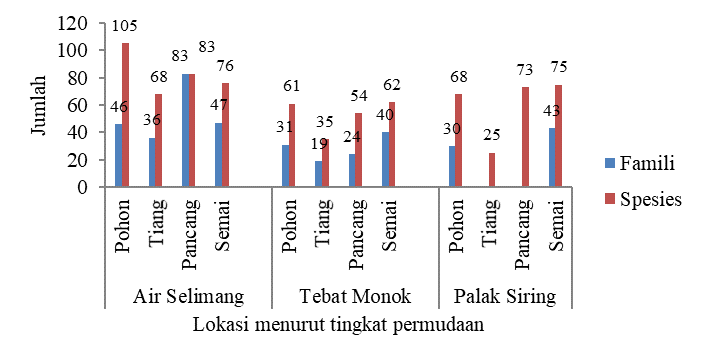 120
100
80
60
40
20
0
Jumlah
105
46
68
36
83
83
76
47
61
31
35
19
54
24
62
40
68
30
25
73
75
43
Famili
Spesies
Pohon
Tiang
Pancang
Semai
Pohon
Tiang
Pancang
Semai
Pohon
Tiang
Pancang
Semai
Air Selimang
Tebat Monok
Palak Siring
Lokasi menurut tingkat permudaan